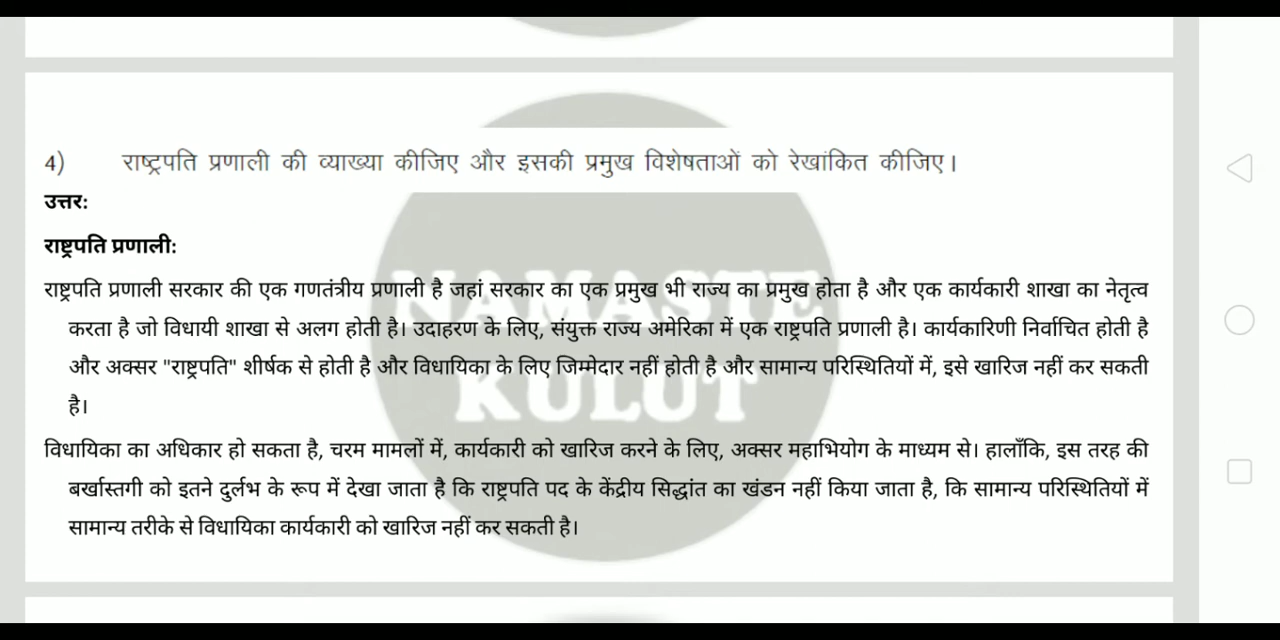 4) राष्ट्रपति प्रणाली की व्याख्या कीजिए और इसकी प्रमुख विशेषताओं को रेखांकित कीजिए।
उत्तर:
राष्ट्रपति प्रणाली:
राष्ट्रपति प्रणाली सरकार की एक गणतंत्रीय प्रणाली है जहां सरकार का एक प्रमुख भी राज्य का प्रमुख होता है और एक कार्यकारी शाखा का नेतृत्व
करता है जो विधायी शाखा से अलग होती है। उदाहरण के लिए, संयुक्त राज्य अमेरिका में एक राष्ट्रपति प्रणाली है। कार्यकारिणी निर्वाचित होती है
और अक्सर "राष्ट्रपति" शीर्षक से होती है और विधायिका के लिए जिम्मेदार नहीं होती है और सामान्य परिस्थितियों में, इसे खारिज नहीं कर सकती
है।
विधायिका का अधिकार हो सकता है, चरम मामलों में, कार्यकारी को खारिज करने के लिए, अक्सर महाभियोग के माध्यम से। हालाँकि, इस तरह की
बर्खास्तगी को इतने दुर्लभ के रूप में देखा जाता है कि राष्ट्रपति पद के केंद्रीय सिद्धांत का खंडन नहीं किया जाता है, कि सामान्य परिस्थितियों में
सामान्य तरीके से विधायिका कार्यकारी को खारिज नहीं कर सकती है।
NAMASTE
KULUT